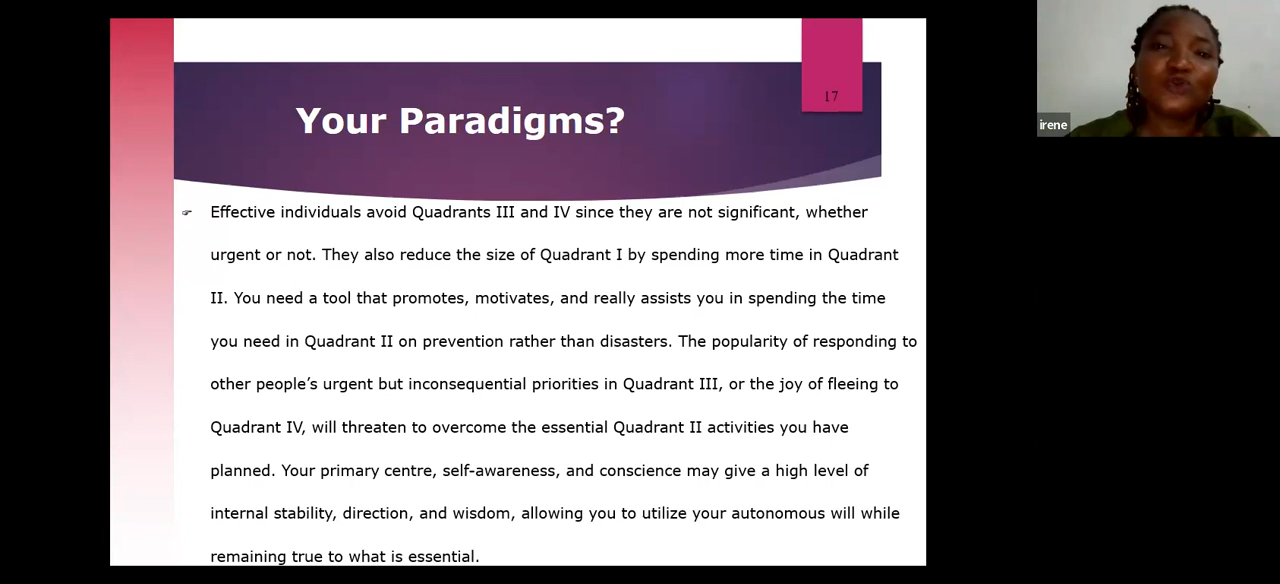 17
Your Paradigms?
irene
☞ Effective individuals avoid Quadrants III and IV since they are not significant, whether
urgent or not. They also reduce the size of Quadrant I by spending more time in Quadrant
II. You need a tool that promotes, motivates, and really assists you in spending the time
you need in Quadrant II on prevention rather than disasters. The popularity of responding to
other people’s urgent but inconsequential priorities in Quadrant III, or the joy of fleeing to
Quadrant IV, will threaten to overcome the essential Quadrant II activities you have
planned. Your primary centre, self-awareness, and conscience may give a high level of
internal stability, direction, and wisdom, allowing you to utilize your autonomous will while
remaining true to what is essential.